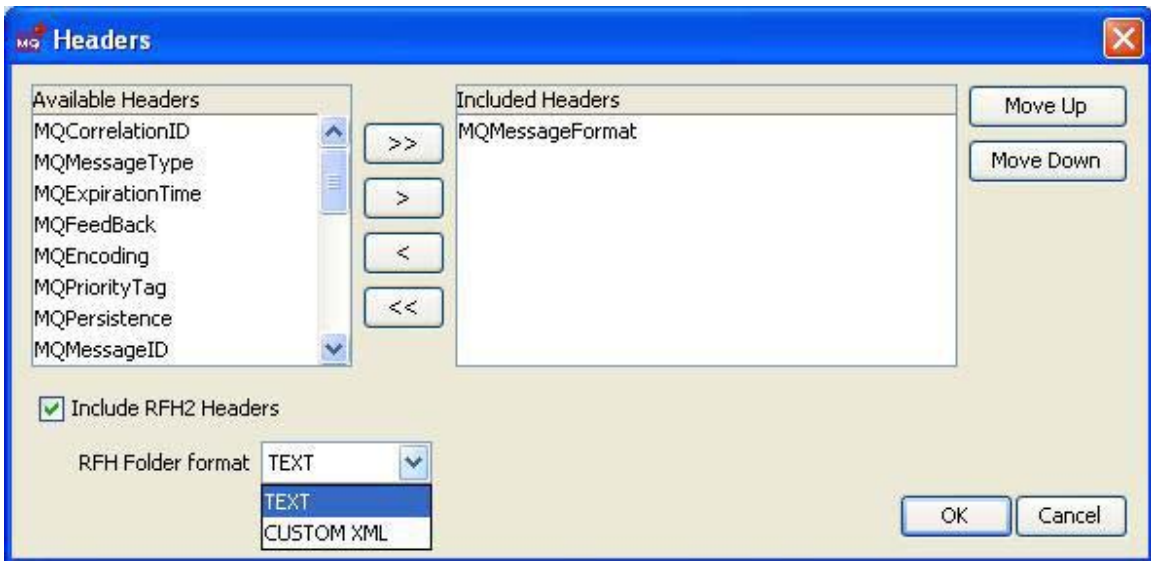 MQ Headers
Available Headers
MQCorrelationID
MQMessageType
MQExpirationTime
MQFeedBack
MQEncoding
MQPriorityTag
MQPersistence
MQMessageID
>>
>
<
<<
Included Headers
MQMessageFormat
Move Up
Move Down
Include RFH2 Headers
RFH Folder format TEXT
TEXT
CUSTOM XML
OK Cancel